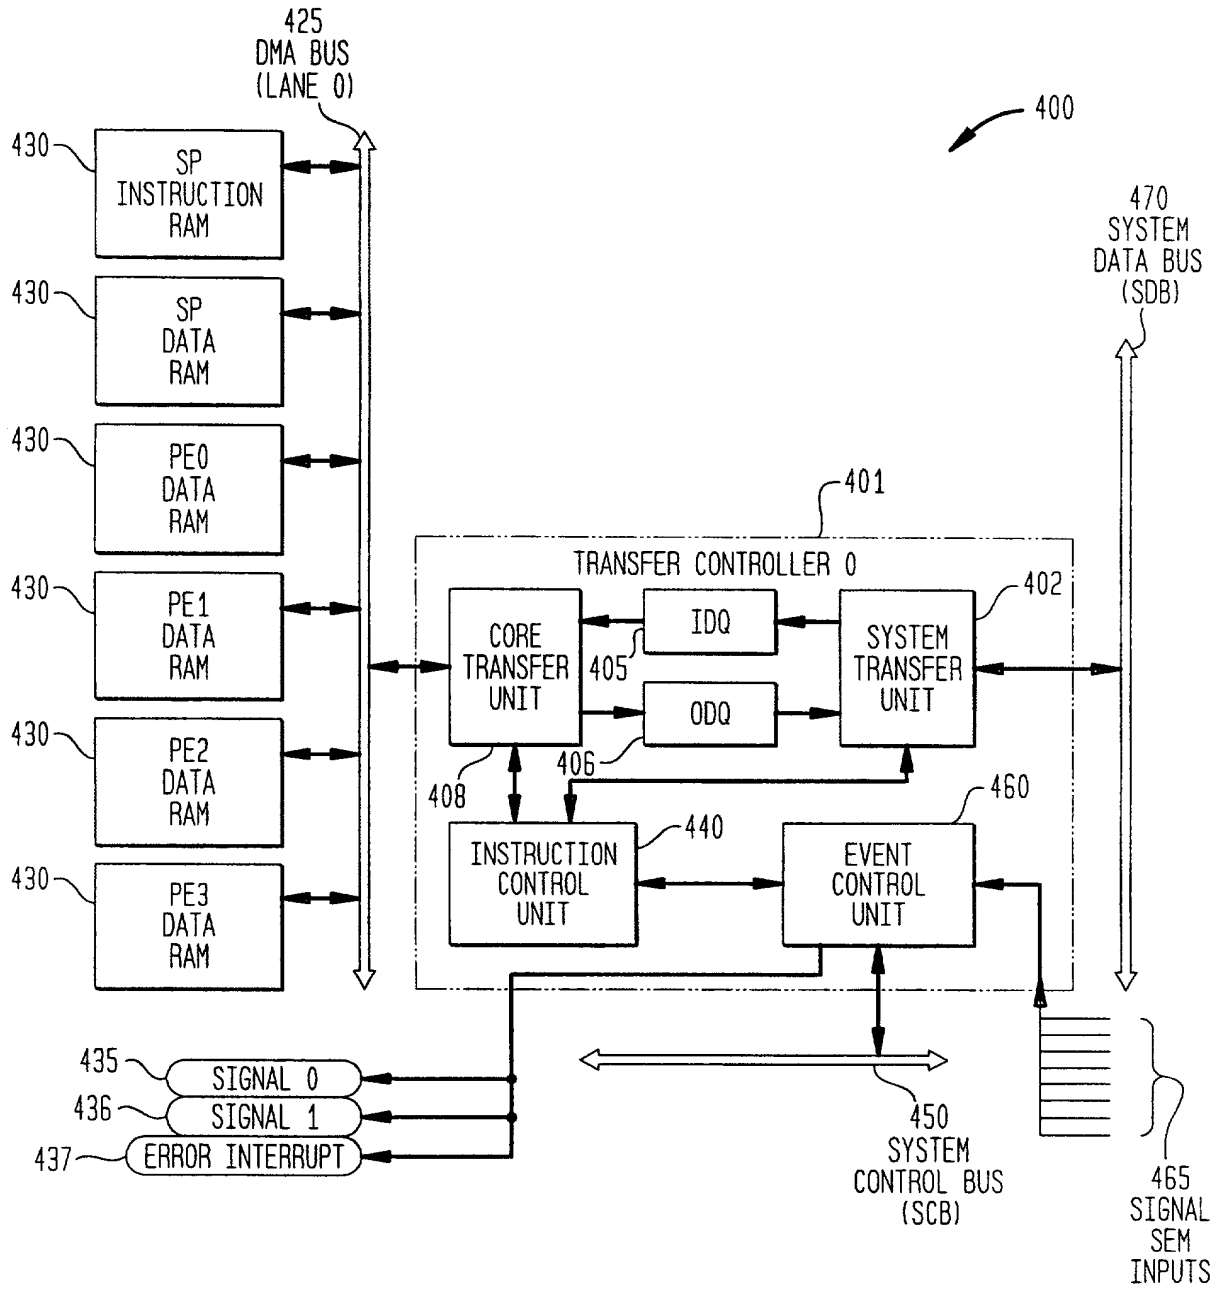 425
DMA BUS
(LANE 0)
400
430
SP
INSTRUCTION
RAM
470
SYSTEM
DATA BUS
(SDB)
430
SP
DATA
RAM
430
PE0
DATA
RAM
401
TRANSFER CONTROLLER 0
430
PE1
DATA
RAM
CORE
TRANSFER
UNIT
IDQ
405
SYSTEM
TRANSFER
UNIT
402
ODQ
406
408
430
PE2
DATA
RAM
440
INSTRUCTION
CONTROL
UNIT
460
EVENT
CONTROL
UNIT
430
PE3
DATA
RAM
435
SIGNAL 0
436
SIGNAL 1
437
ERROR INTERRUPT
450
SYSTEM
CONTROL BUS
(SCB)
465
SIGNAL
SEM
INPUTS